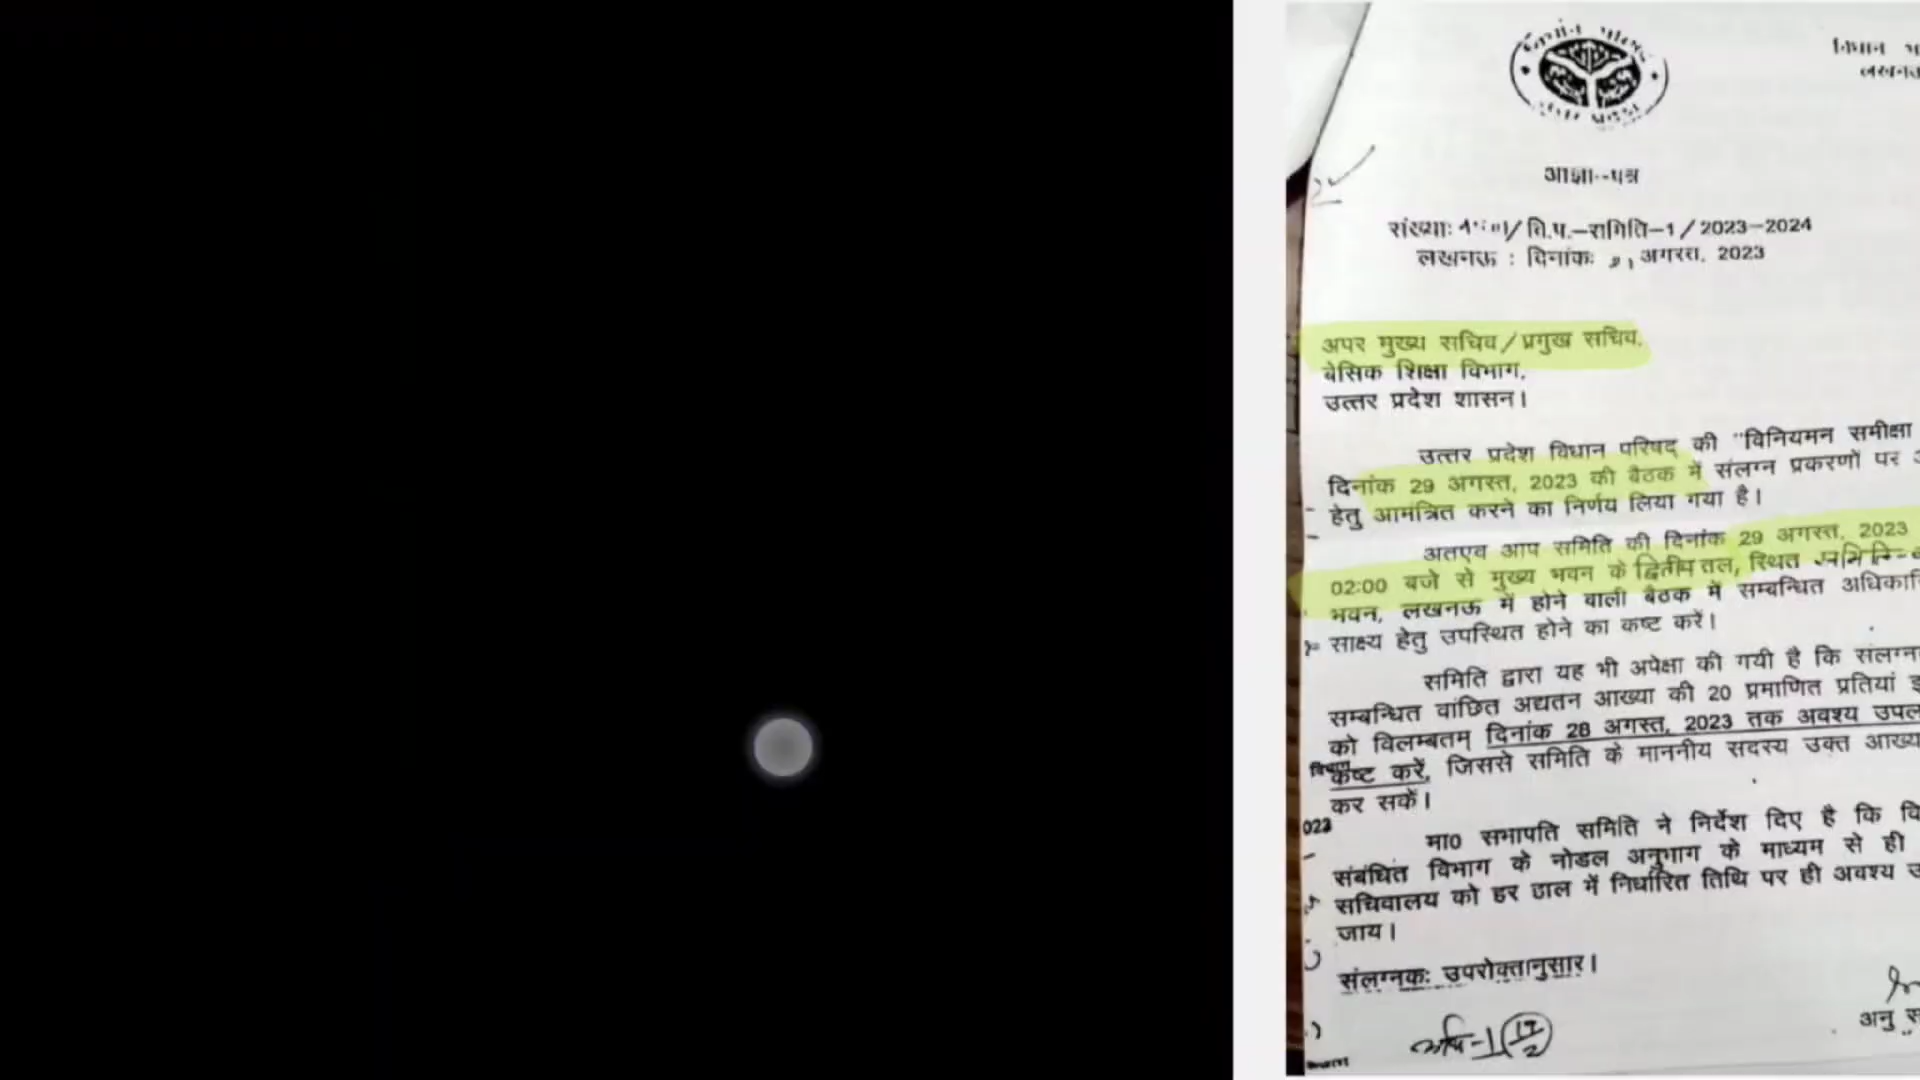 विधान
लखनऊ
आज्ञा--पत्र
संख्याः /वि.प.–समिति–1/2023–2024
लखनऊ : दिनांकः अगस्त, 2023
अपर मुख्य सचिव/प्रमुख सचिव,
बेसिक शिक्षा विभाग,
उत्तर प्रदेश शासन।
उत्तर प्रदेश विधान परिषद् की "विनियमन समीक्षा
दिनांक 29 अगस्त, 2023 की बैठक में संलग्न प्रकरणों पर
हेतु आमंत्रित करने का निर्णय लिया गया है।
अतएव आप समिति की दिनांक 29 अगस्त, 2023
02:00 बजे से मुख्य भवन के द्वितीय तल, स्थित
भवन, लखनऊ में होने वाली बैठक में सम्बन्धित
साक्ष्य हेतु उपस्थित होने का कष्ट करें।
समिति द्वारा यह भी अपेक्षा की गयी है कि संलग्न
सम्बन्धित वांछित अद्यतन आख्या की 20 प्रमाणित प्रतियां
को विलम्बतम् दिनांक 28 अगस्त, 2023 तक अवश्य
कष्ट करें, जिससे समिति के माननीय सदस्य उक्त
कर सकें।
023
मा0 सभापति समिति ने निर्देश दिए है कि
संबंधित विभाग के नोडल अनुभाग के माध्यम से ही
सचिवालय को हर हाल में निर्धारित तिथि पर ही अवश्य
जाय।
संलग्नकः उपरोक्तानुसार।
अनु